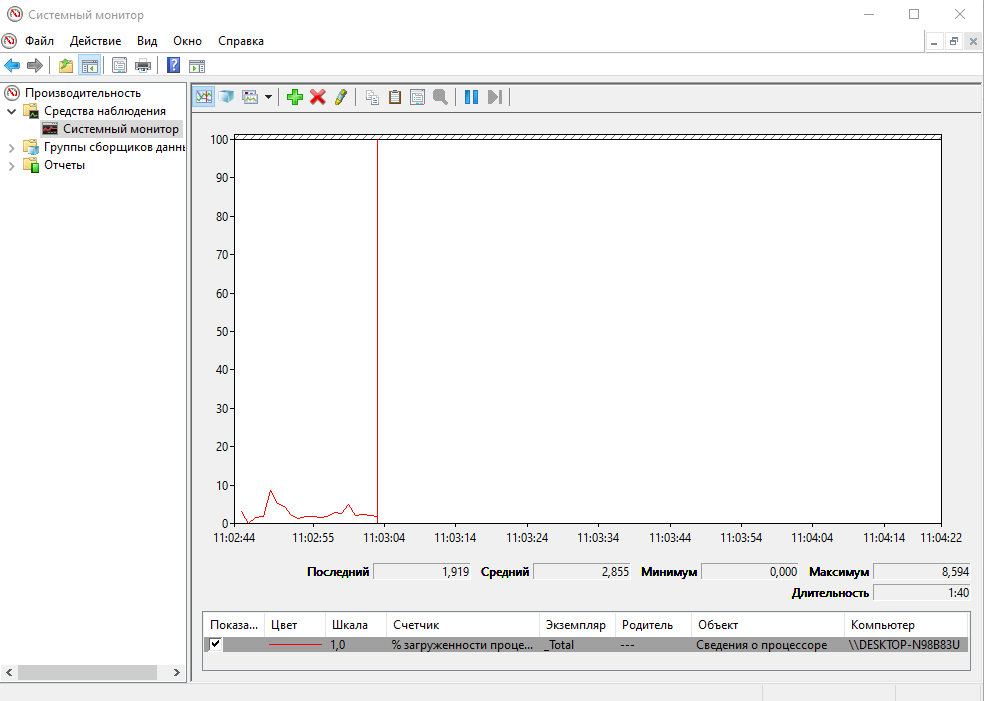 Системный монитор
Файл Действие Вид Окно Справка
Производительность
Средства наблюдения
Системный монитор
Группы сборщиков данн
Отчеты
100
90
80
70
60
50
40
30
20
10
0
11:02:44 11:02:55 11:03:04 11:03:14 11:03:24 11:03:34 11:03:44 11:03:54 11:04:04 11:04:14 11:04:22
Последний 1,919 Средний 2,855 Минимум 0,000 Максимум 8,594
Длительность 1:40
Показа... Цвет Шкала Счетчик Экземпляр Родитель Объект Компьютер
1,0 % загруженности проце... _Total --- Сведения о процессоре \\DESKTOP-N98B83U